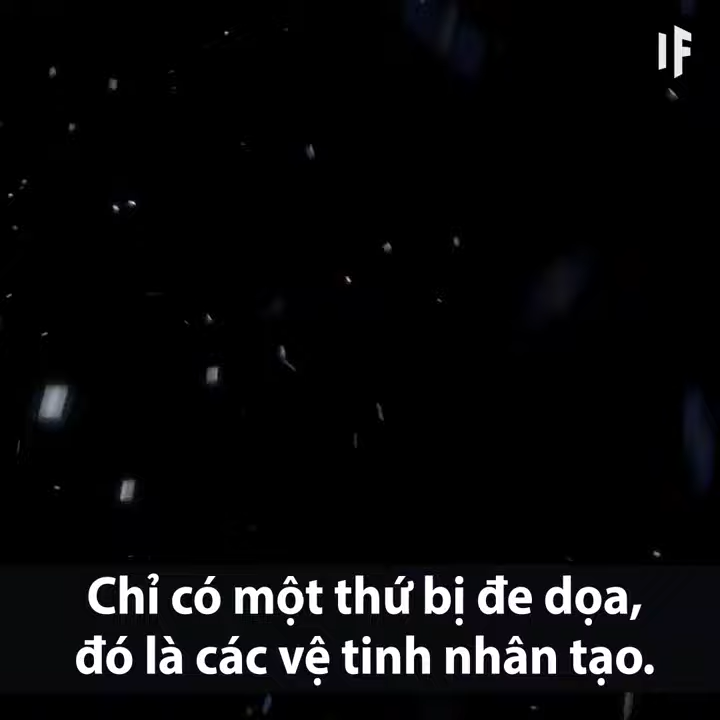 IF
Chỉ có một thứ bị đe dọa,
đó là các vệ tinh nhân tạo.